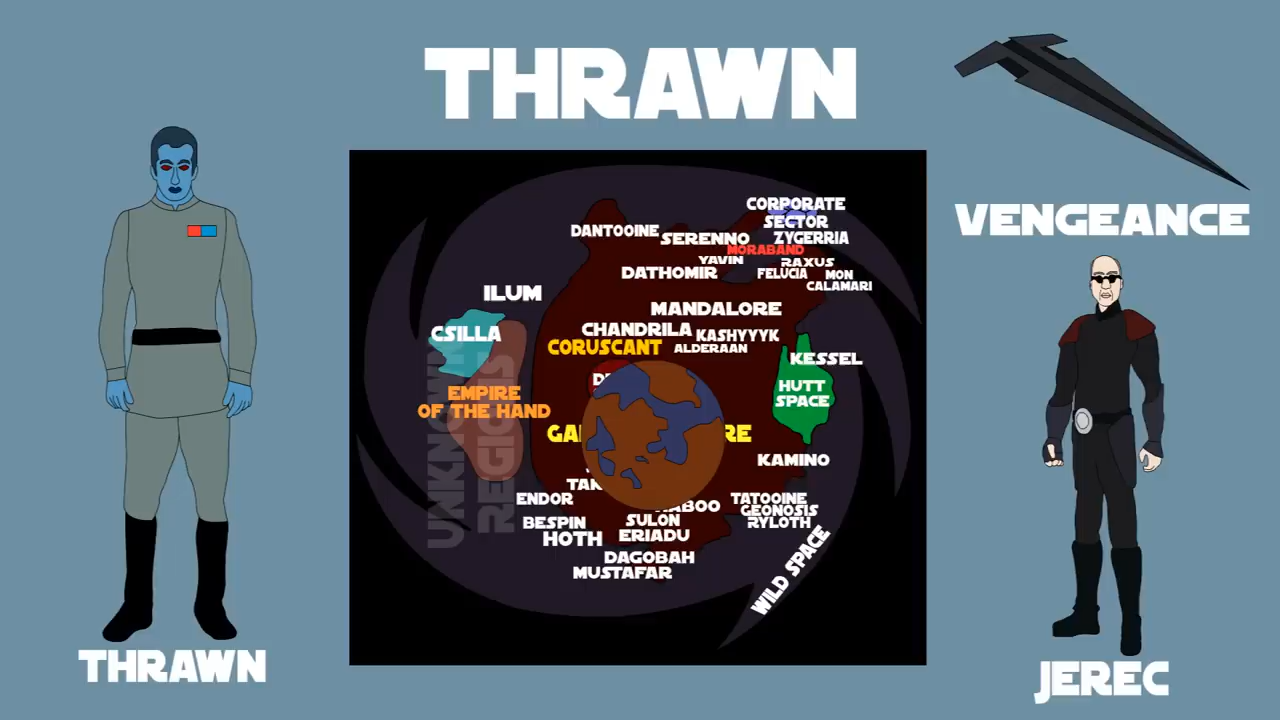 THRAWN
CORPORATE
SECTOR
DANTOOINE
SERENNO
ZYGERRIA
MORABAND
YAVIN
RAXUS
DATHOMIR
FELUCIA
MON
CALAMARI
ILUM
MANDALORE
CHANDRILA
KASHYYYK
CSILLA
CORUSCANT
ALDERAAN
KESSEL
HUTT
SPACE
EMPIRE
OF THE HAND
UNKNOWN
REGIONS
KAMINO
ENDOR
TATOOINE
GEONOSIS
BESPIN
SULON
RYLOTH
HOTH
ERIADU
DAGOBAH
MUSTAFAR
WILD SPACE
VENGEANCE
THRAWN
JEREC